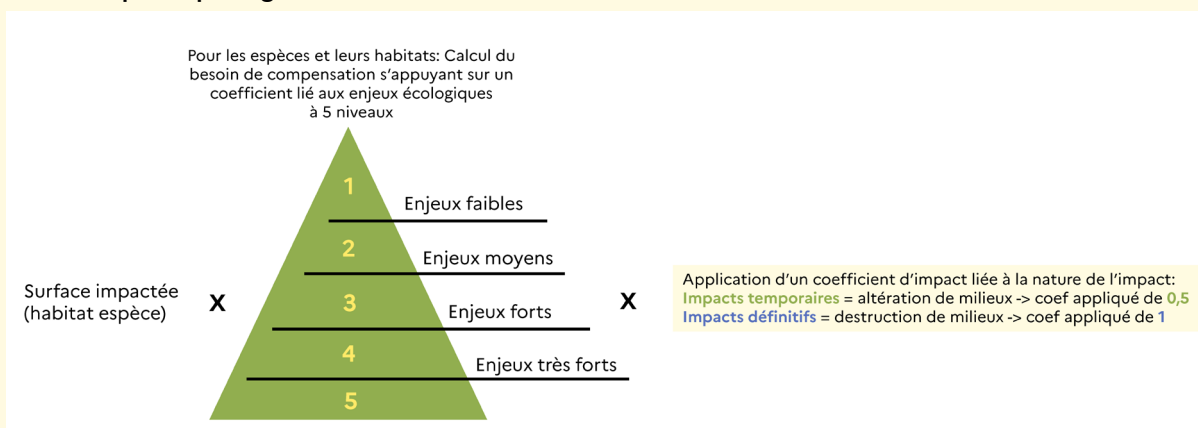 Pour les espèces et leurs habitats: Calcul du
besoin de compensation s'appuyant sur un
coefficient lié aux enjeux écologiques
à 5 niveaux
1
Enjeux faibles
2
Enjeux moyens
Surface impactée
(habitat espèce)
X
3
Enjeux forts
X
Application d'un coefficient d'impact liée à la nature de l'impact:
Impacts temporaires = altération de milieux -> coef appliqué de 0,5
Impacts définitifs = destruction de milieux -> coef appliqué de 1
4
Enjeux très forts
5